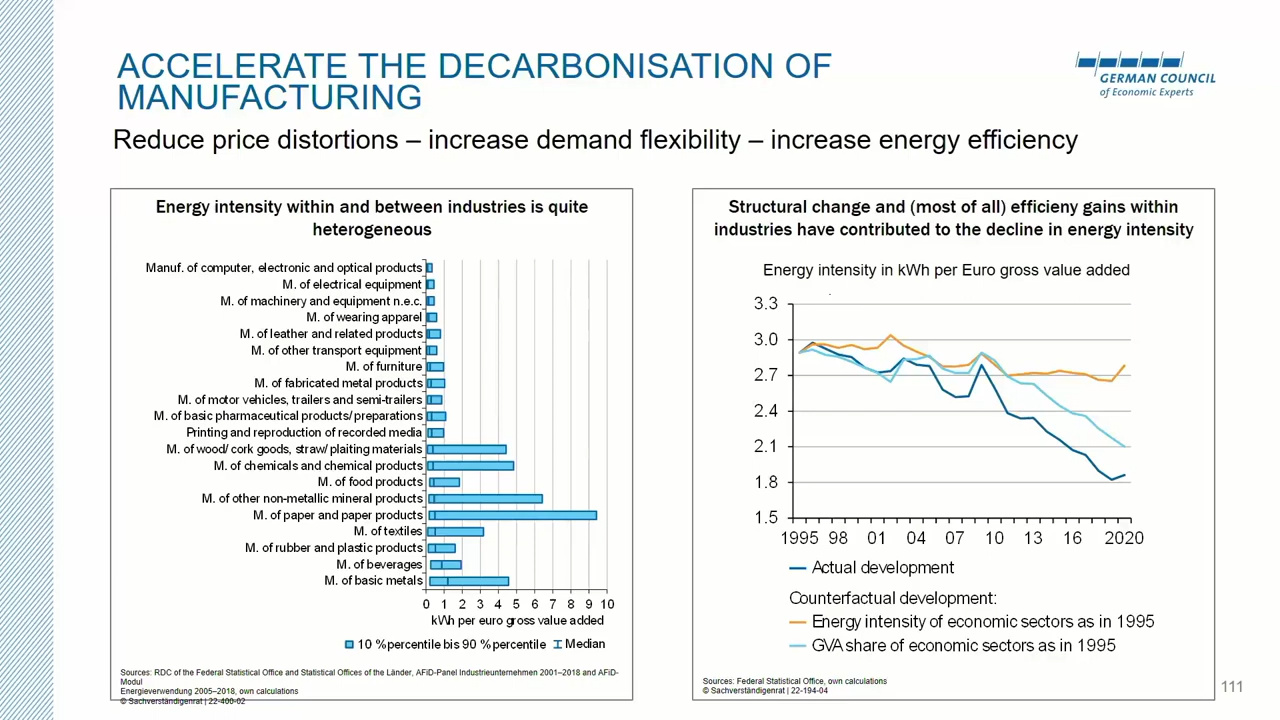 ACCELERATE THE DECARBONISATION OF
MANUFACTURING
GERMAN COUNCIL
of Economic Experts
Reduce price distortions – increase demand flexibility – increase energy efficiency
Energy intensity within and between industries is quite
heterogeneous
Manuf. of computer, electronic and optical products
M. of electrical equipment
M. of machinery and equipment n.e.c.
M. of wearing apparel
M. of leather and related products
M. of other transport equipment
M. of furniture
M. of fabricated metal products
M. of motor vehicles, trailers and semi-trailers
M. of basic pharmaceutical products/preparations
Printing and reproduction of recorded media
M. of wood/ cork goods, straw/ plaiting materials
M. of chemicals and chemical products
M. of food products
M. of other non-metallic mineral products
M. of paper and paper products
M. of textiles
M. of rubber and plastic products
M. of beverages
M. of basic metals
0 1 2 3 4 5 6 7 8 9 10
kWh per euro gross value added
10 %percentile bis 90 %percentile Median
Sources: RDC of the Federal Statistical Office and Statistical Offices of the Länder, AFiD-Panel Industrieunternehmen 2001–2018 and AFiD-
Modul
Energieverwendung 2005–2018, own calculations
© Sachverständigenrat | 22-400-02
Structural change and (most of all) efficieny gains within
industries have contributed to the decline in energy intensity
Energy intensity in kWh per Euro gross value added
3.3
3.0
2.7
2.4
2.1
1.8
1.5
1995 98 01 04 07 10 13 16 2020
Actual development
Counterfactual development:
Energy intensity of economic sectors as in 1995
GVA share of economic sectors as in 1995
Sources: Federal Statistical Office, own calculations
© Sachverständigenrat | 22-194-04
111